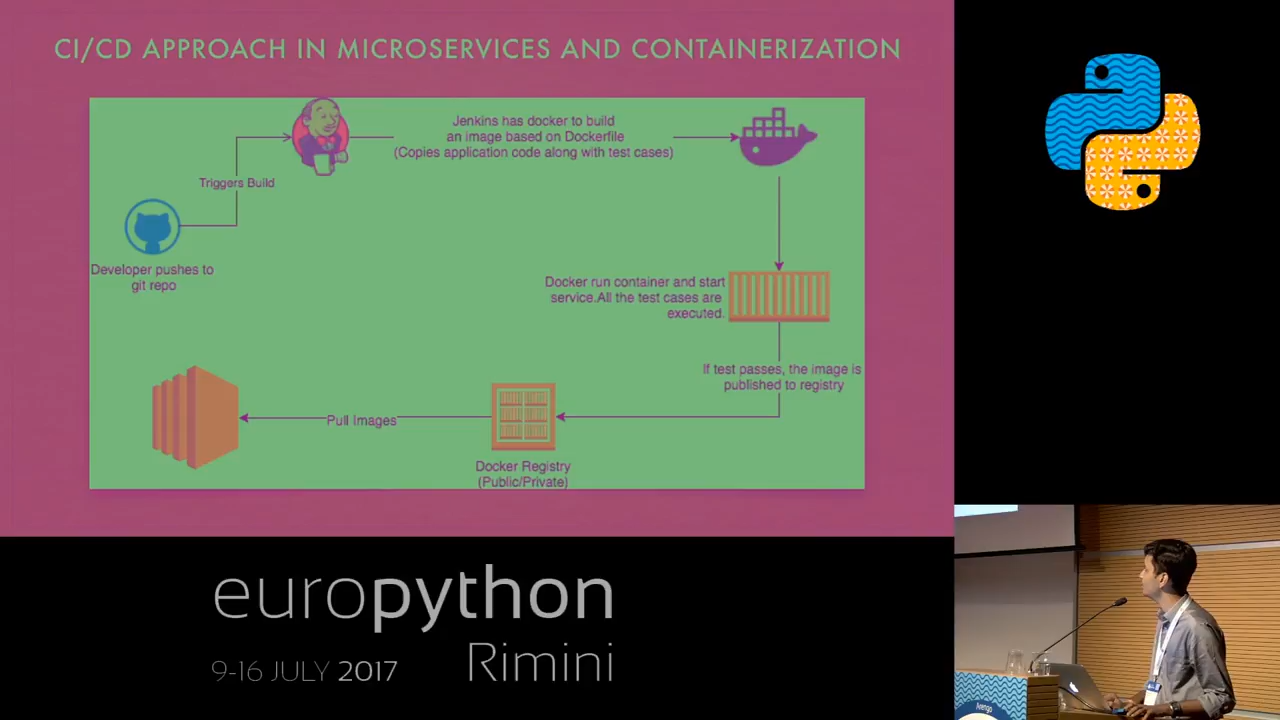 CI/CD APPROACH IN MICROSERVICES AND CONTAINERIZATION
Jenkins has docker to build
an image based on Dockerfile
(Copies application code along with test cases)
Triggers Build
Developer pushes to
git repo
Docker run container and start
service.All the test cases are
executed.
If test passes, the image is
published to registry
Pull Images
Docker Registry
(Public/Private)
europython
Rimini
9-16 JULY 2017
Arengo